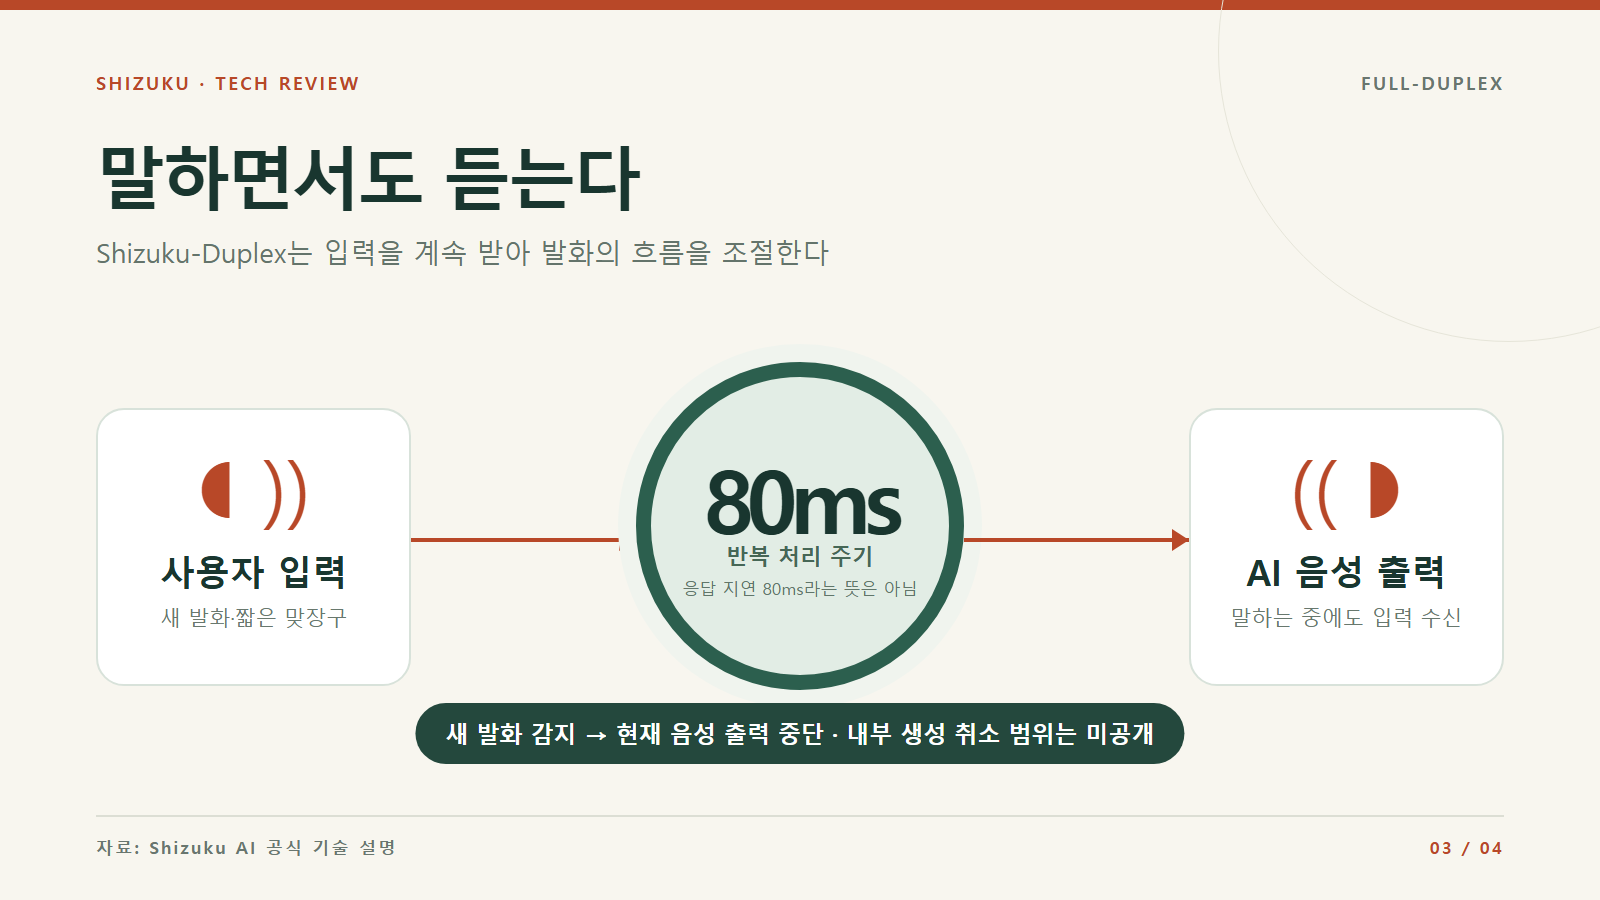 SHIZUKU · TECH REVIEW
FULL-DUPLEX
말하면서도 듣는다
Shizuku-Duplex는 입력을 계속 받아 발화의 흐름을 조절한다
사용자 입력
새 발화·짧은 맞장구
80ms
반복 처리 주기
응답 지연 80ms라는 뜻은 아님
AI 음성 출력
말하는 중에도 입력 수신
새 발화 감지 → 현재 음성 출력 중단 · 내부 생성 취소 범위는 미공개
자료: Shizuku AI 공식 기술 설명
03 / 04